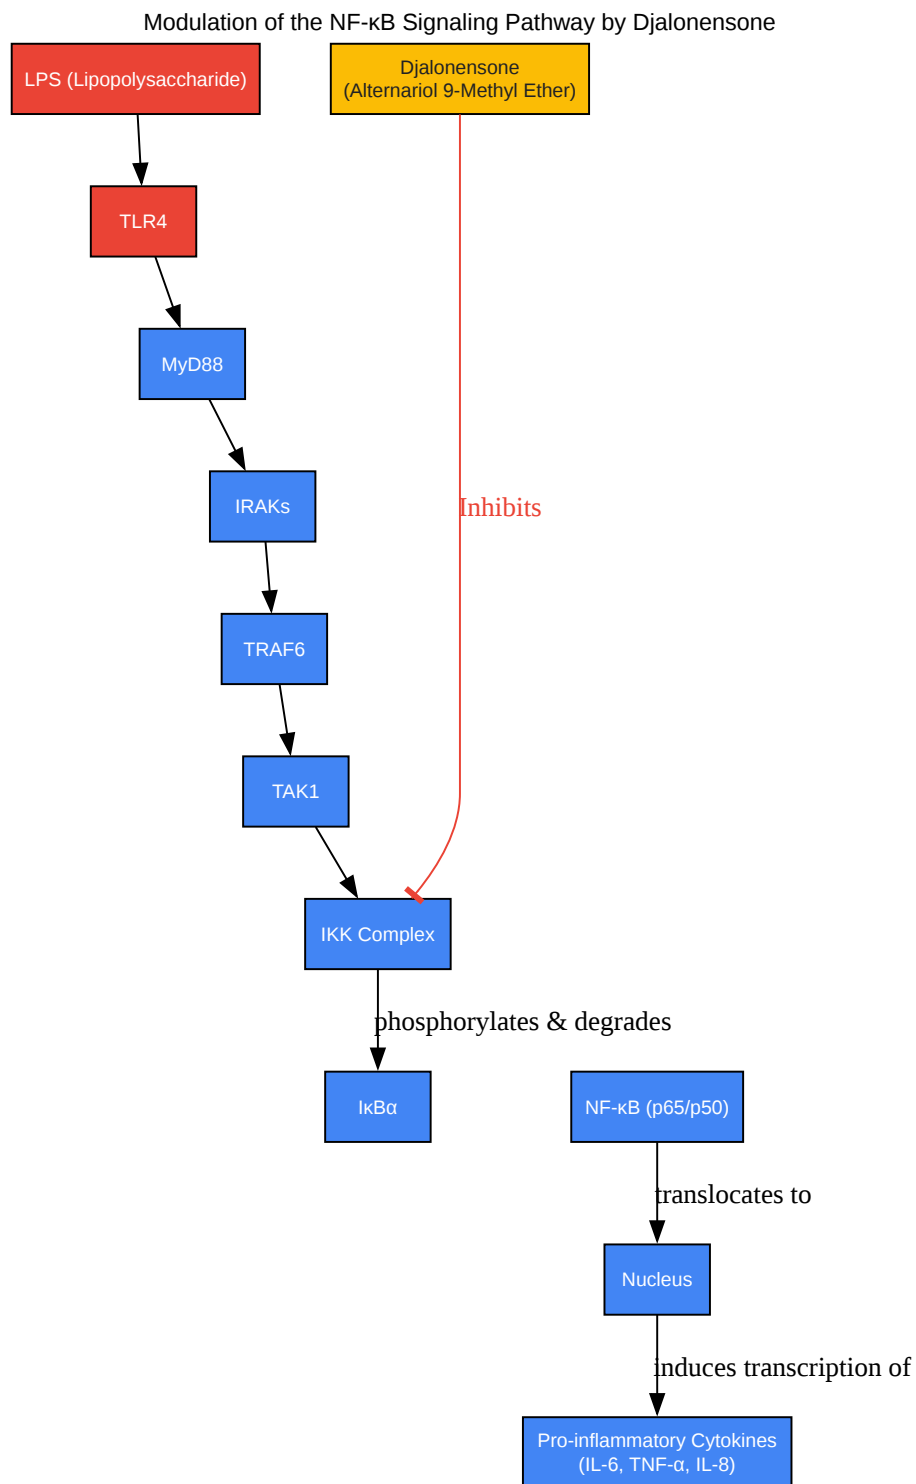 Modulation of the NF-κB Signaling Pathway by Djalonensone
LPS (Lipopolysaccharide)
Djalonensone
(Alternariol 9-Methyl Ether)
TLR4
MyD88
IRAKs
Inhibits
TRAF6
TAK1
IKK Complex
phosphorylates & degrades
IκBα
NF-κB (p65/p50)
translocates to
Nucleus
induces transcription of
Pro-inflammatory Cytokines
(IL-6, TNF-α, IL-8)